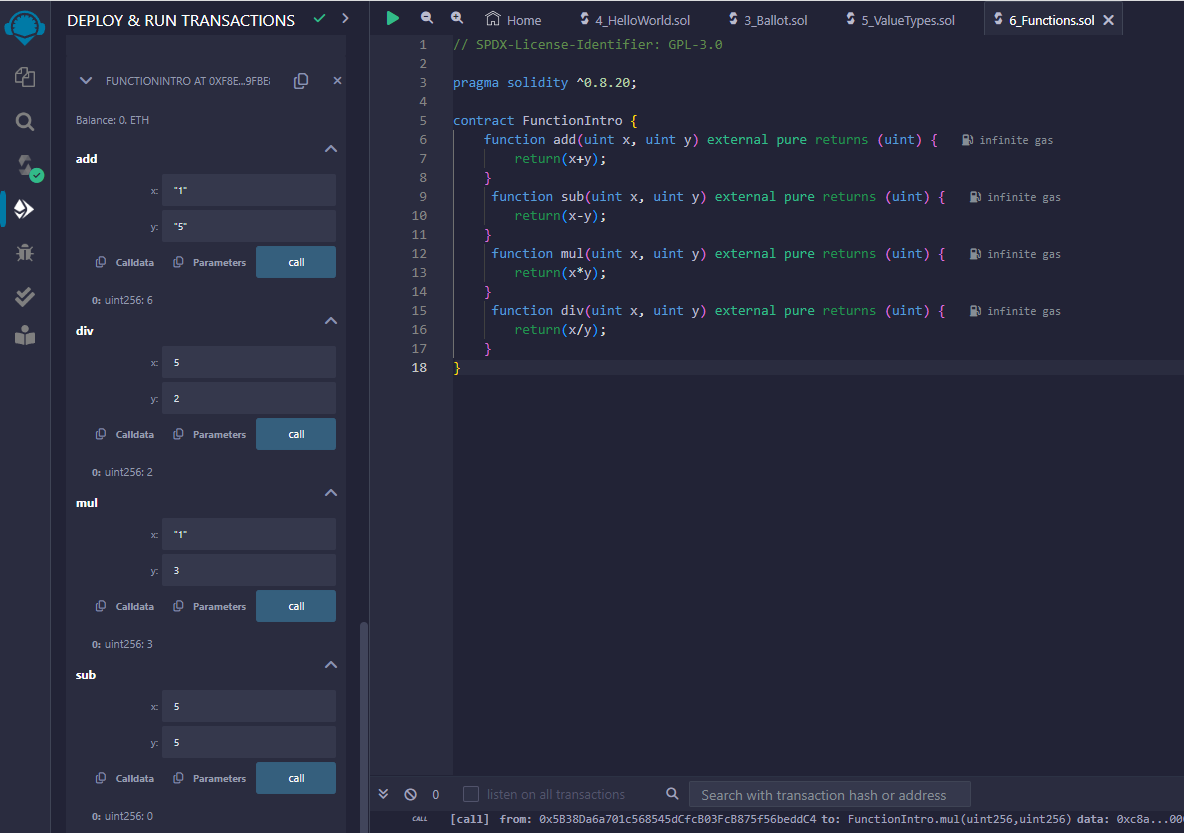 DEPLOY & RUN TRANSACTIONS
FUNCTIONINTRO AT 0XF8E...9FBE
Balance: 0. ETH
add
x: "1"
y: "5"
Calldata Parameters call
0: uint256: 6
div
x: 5
y: 2
Calldata Parameters call
0: uint256: 2
mul
x: "1"
y: 3
Calldata Parameters call
0: uint256: 3
sub
x: 5
y: 5
Calldata Parameters call
0: uint256: 0
Home 4_HelloWorld.sol 3_Ballot.sol 5_ValueTypes.sol 6_Functions.sol
1 // SPDX-License-Identifier: GPL-3.0
2
3 pragma solidity ^0.8.20;
4
5 contract FunctionIntro {
6 function add(uint x, uint y) external pure returns (uint) { infinite gas
7 return(x+y);
8 }
9 function sub(uint x, uint y) external pure returns (uint) { infinite gas
10 return(x-y);
11 }
12 function mul(uint x, uint y) external pure returns (uint) { infinite gas
13 return(x*y);
14 }
15 function div(uint x, uint y) external pure returns (uint) { infinite gas
16 return(x/y);
17 }
18 }
0 listen on all transactions Search with transaction hash or address
CALL [call] from: 0x5B38Da6a701c568545dCfcB03FcB875f56beddC4 to: FunctionIntro.mul(uint256,uint256) data: 0xc8a...000